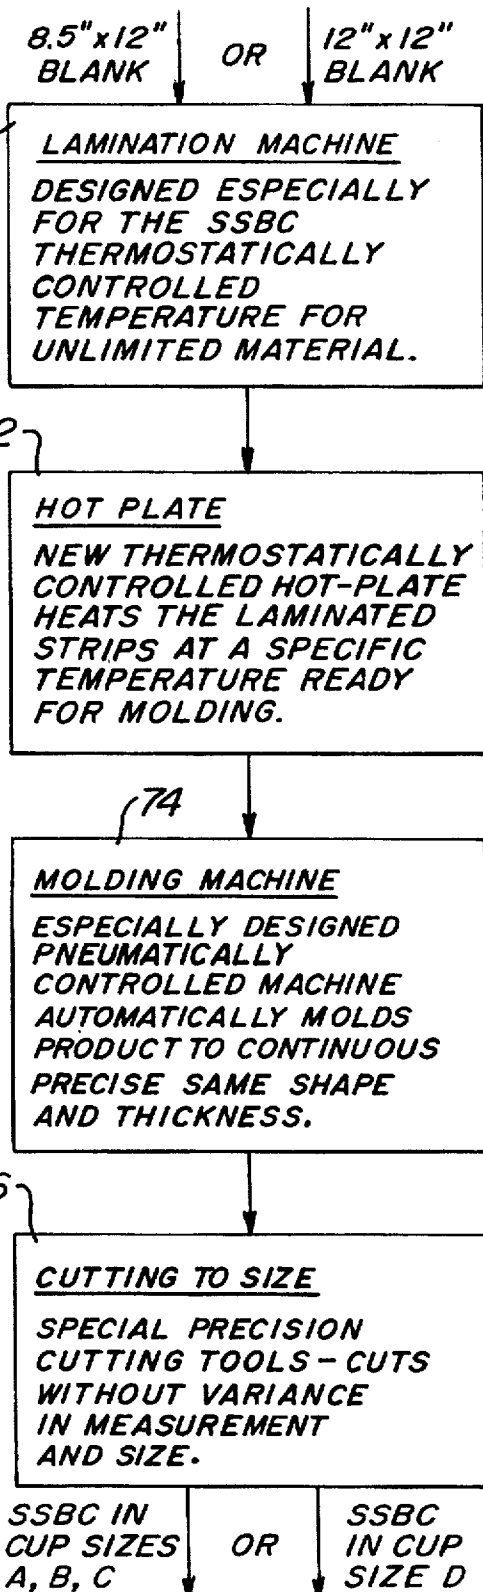 8.5"x12" OR 12"x12"
BLANK BLANK
LAMINATION MACHINE
DESIGNED ESPECIALLY
FOR THE SSBC
THERMOSTATICALLY
CONTROLLED
TEMPERATURE FOR
UNLIMITED MATERIAL.
2
HOT PLATE
NEW THERMOSTATICALLY
CONTROLLED HOT-PLATE
HEATS THE LAMINATED
STRIPS AT A SPECIFIC
TEMPERATURE READY
FOR MOLDING.
74
MOLDING MACHINE
ESPECIALLY DESIGNED
PNEUMATICALLY
CONTROLLED MACHINE
AUTOMATICALLY MOLDS
PRODUCT TO CONTINUOUS
PRECISE SAME SHAPE
AND THICKNESS.
CUTTING TO SIZE
SPECIAL PRECISION
CUTTING TOOLS-CUTS
WITHOUT VARIANCE
IN MEASUREMENT
AND SIZE.
SSBC IN SSBC
CUP SIZES OR IN CUP
A, B, C SIZE D